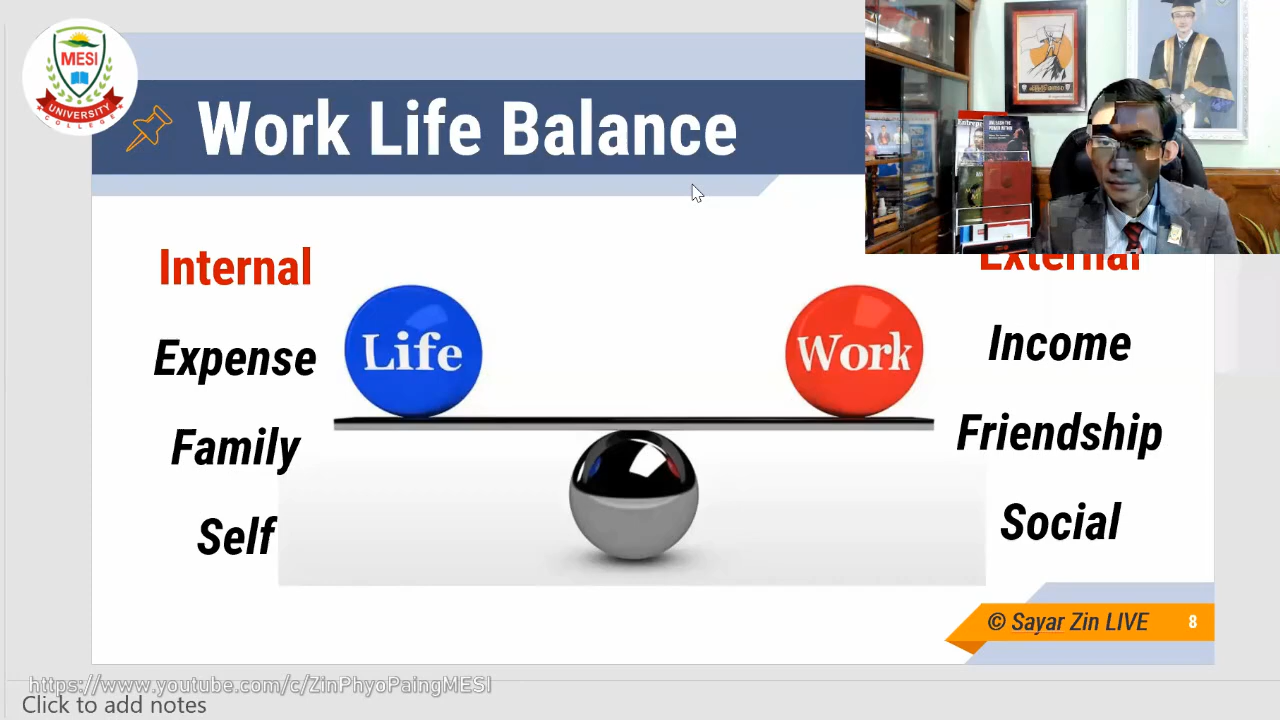 MESI
UNIVERSITY
COLLEGE
Work Life Balance
Internal
External
Expense
Family
Self
Life
Work
Income
Friendship
Social
© Sayar Zin LIVE
8
https://www.youtube.com/c/ZinPhyoPaingMESI
Click to add notes